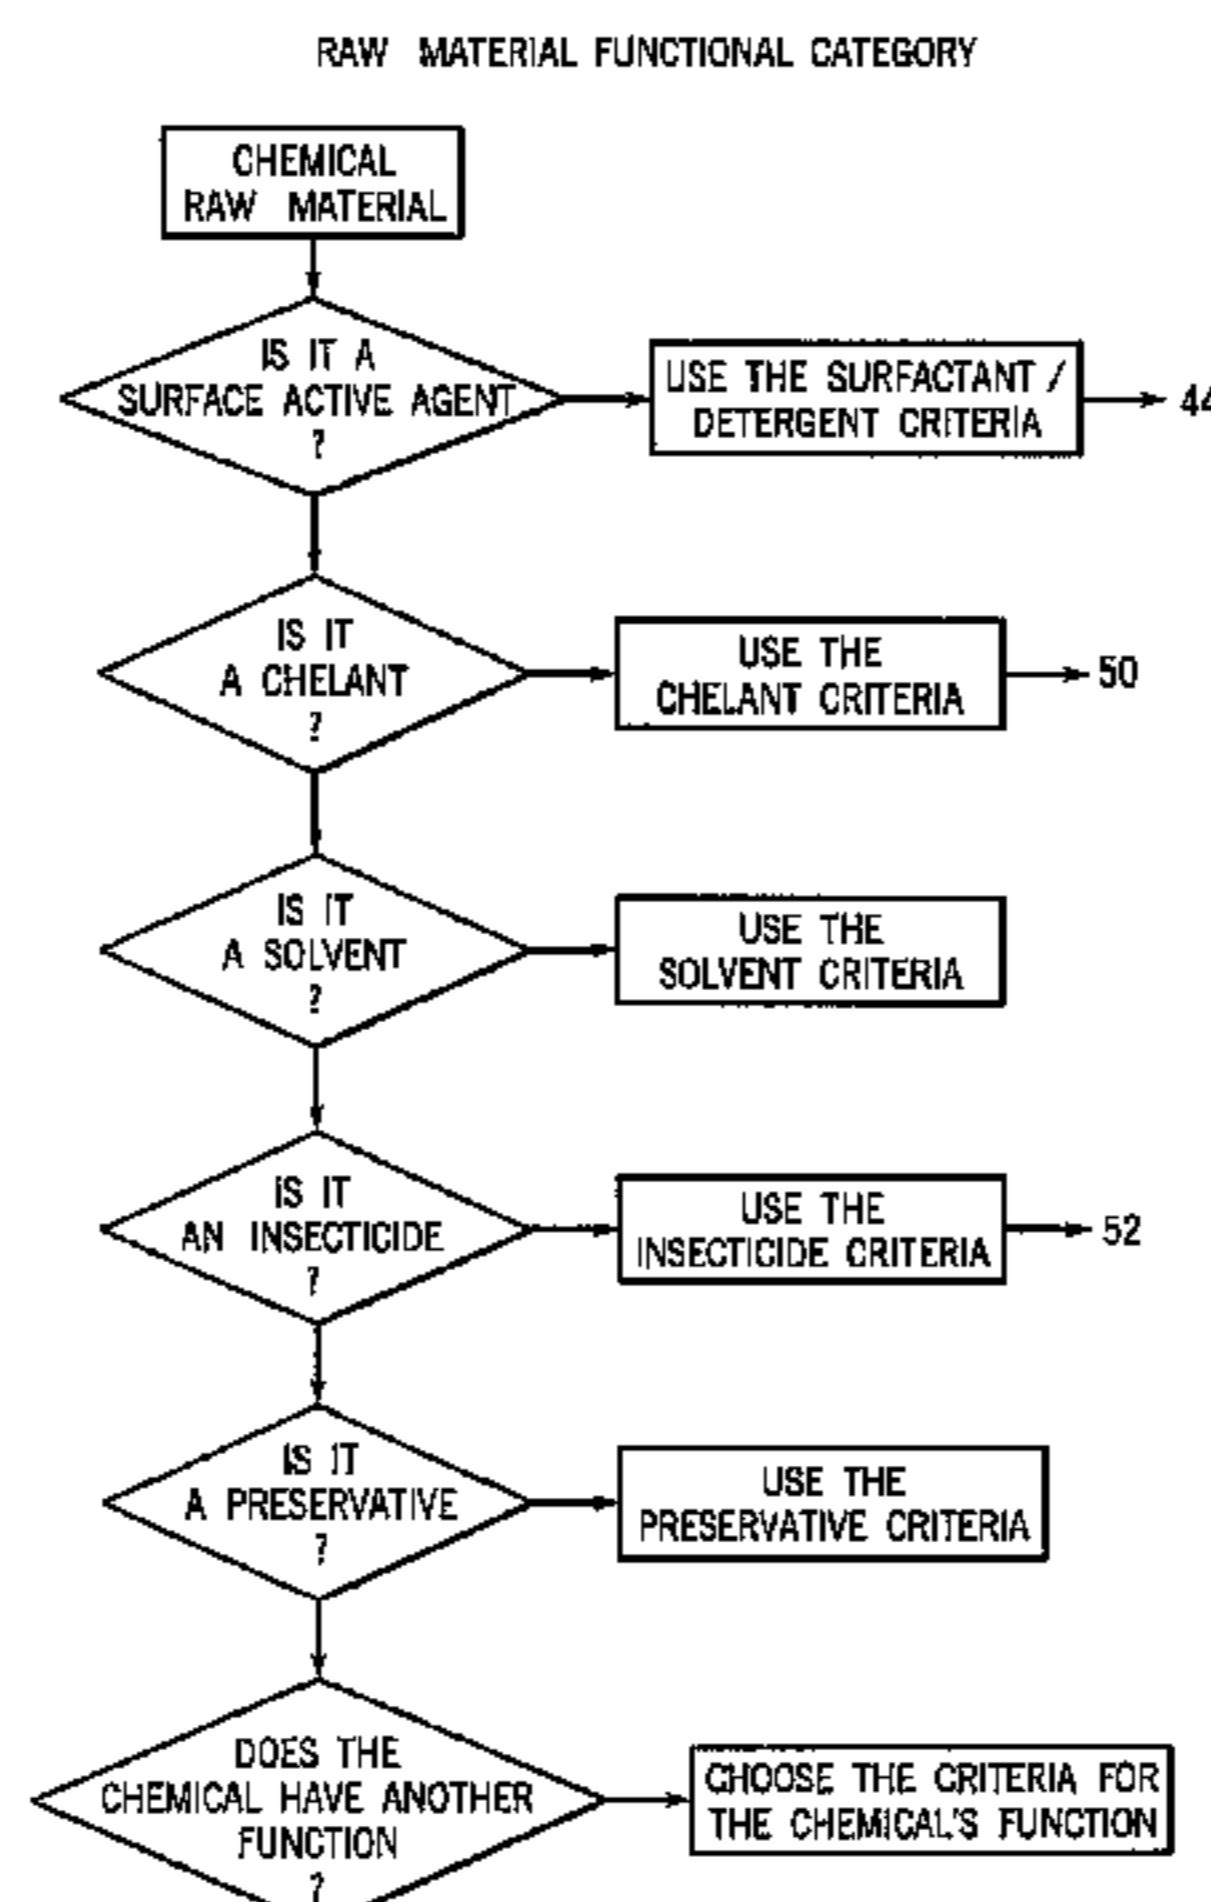 RAW MATERIAL FUNCTIONAL CATEGORY
CHEMICAL
RAW MATERIAL
IS IT A
SURFACE ACTIVE AGENT
?
USE THE SURFACTANT /
DETERGENT CRITERIA
44
IS IT
A CHELANT
?
USE THE
CHELANT CRITERIA
50
IS IT
A SOLVENT
?
USE THE
SOLVENT CRITERIA
IS IT
AN INSECTICIDE
?
USE THE
INSECTICIDE CRITERIA
52
IS IT
A PRESERVATIVE
?
USE THE
PRESERVATIVE CRITERIA
DOES THE
CHEMICAL HAVE ANOTHER
FUNCTION
?
CHOOSE THE CRITERIA FOR
THE CHEMICAL'S FUNCTION